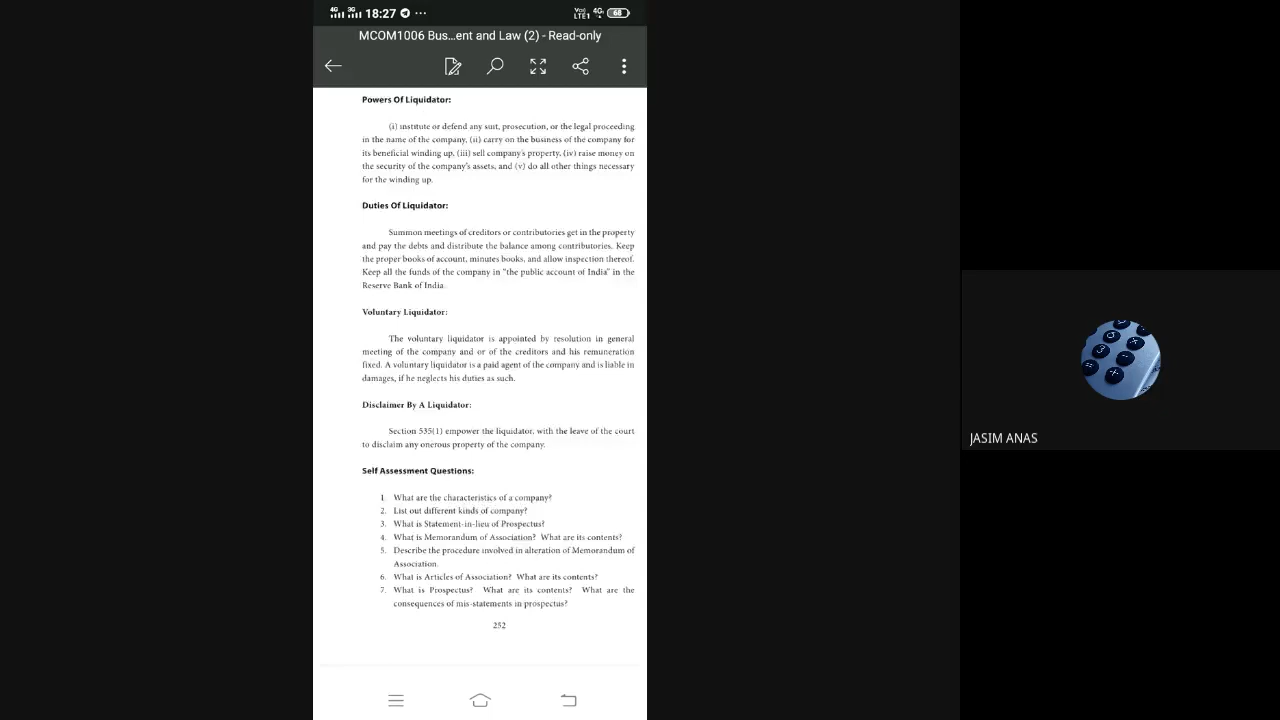 4G 3G 18:27 ... Vo) LTE1 4G 68
MCOM1006 Bus...ent and Law (2) - Read-only
Powers Of Liquidator:
(i) institute or defend any suit, prosecution, or the legal proceeding
in the name of the company, (ii) carry on the business of the company for
its beneficial winding up, (iii) sell company's property, (iv) raise money on
the security of the company's assets, and (v) do all other things necessary
for the winding up.
Duties Of Liquidator:
Summon meetings of creditors or contributories get in the property
and pay the debts and distribute the balance among contributories. Keep
the proper books of account, minutes books, and allow inspection thereof.
Keep all the funds of the company in "the public account of India" in the
Reserve Bank of India.
Voluntary Liquidator:
The voluntary liquidator is appointed by resolution in general
meeting of the company and or of the creditors and his remuneration
fixed. A voluntary liquidator is a paid agent of the company and is liable in
damages, if he neglects his duties as such.
Disclaimer By A Liquidator:
Section 535(1) empower the liquidator, with the leave of the court
to disclaim any onerous property of the company.
Self Assessment Questions:
1. What are the characteristics of a company?
2. List out different kinds of company?
3. What is Statement-in-lieu of Prospectus?
4. What is Memorandum of Association? What are its contents?
5. Describe the procedure involved in alteration of Memorandum of
Association.
6. What is Articles of Association? What are its contents?
7. What is Prospectus? What are its contents? What are the
consequences of mis-statements in prospectus?
252
JASIM ANAS